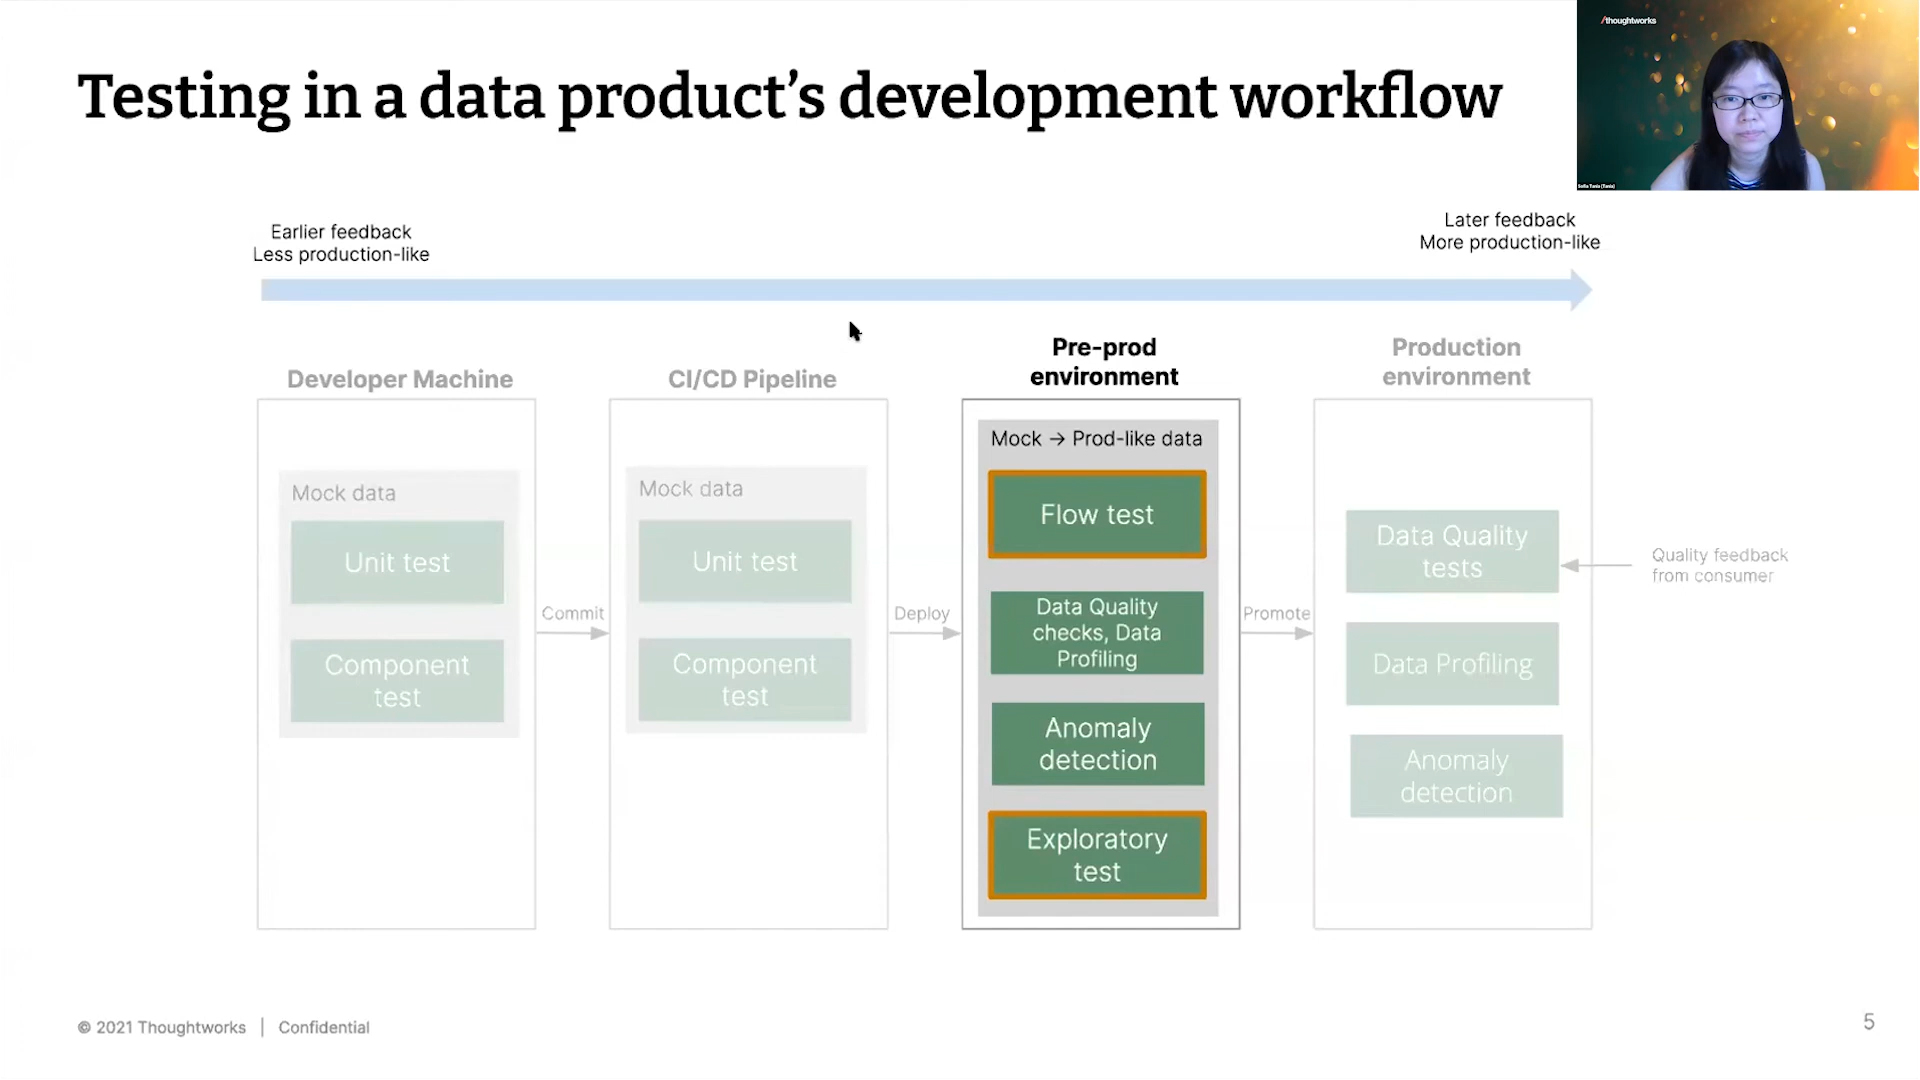 Testing in a data product's development workflow
/thoughtworks
Sofia Tania (Tania)
Earlier feedback
Less production-like
Later feedback
More production-like
Developer Machine
Mock data
Unit test
Component
test
Commit
CI/CD Pipeline
Mock data
Unit test
Component
test
Deploy
Pre-prod
environment
Mock → Prod-like data
Flow test
Data Quality
checks, Data
Profiling
Anomaly
detection
Exploratory
test
Promote
Production
environment
Data Quality
tests
Data Profiling
Anomaly
detection
Quality feedback
from consumer
© 2021 Thoughtworks | Confidential
5